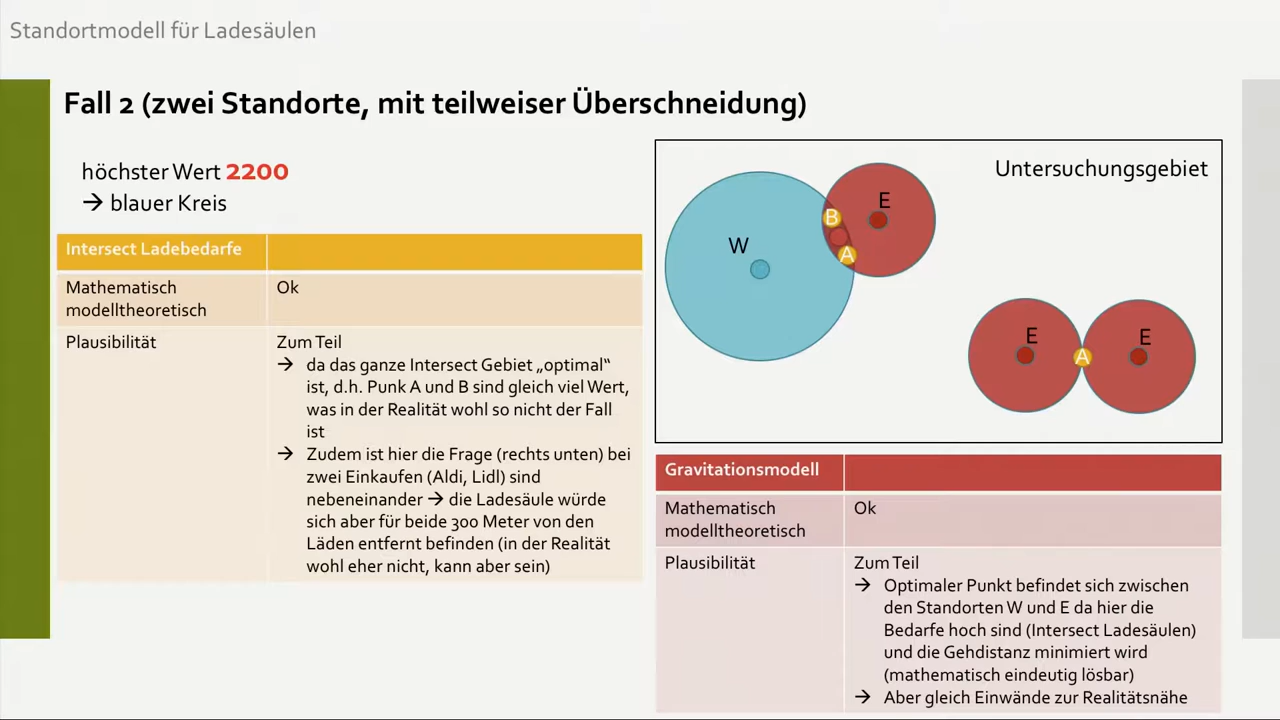 Standortmodell für Ladesäulen
Fall 2 (zwei Standorte, mit teilweiser Überschneidung)
höchster Wert 2200
→ blauer Kreis
Intersect Ladebedarfe
Mathematisch
modelltheoretisch
Ok
Plausibilität
Zum Teil
→ da das ganze Intersect Gebiet „optimal“
ist, d.h. Punk A und B sind gleich viel Wert,
was in der Realität wohl so nicht der Fall
ist
→ Zudem ist hier die Frage (rechts unten) bei
zwei Einkaufen (Aldi, Lidl) sind
nebeneinander → die Ladesäule würde
sich aber für beide 300 Meter von den
Läden entfernt befinden (in der Realität
wohl eher nicht, kann aber sein)
Untersuchungsgebiet
W
B
E
A
E
E
A
Gravitationsmodell
Mathematisch
modelltheoretisch
Ok
Plausibilität
Zum Teil
→ Optimaler Punkt befindet sich zwischen
den Standorten W und E da hier die
Bedarfe hoch sind (Intersect Ladesäulen)
und die Gehdistanz minimiert wird
(mathematisch eindeutig lösbar)
→ Aber gleich Einwände zur Realitätsnähe